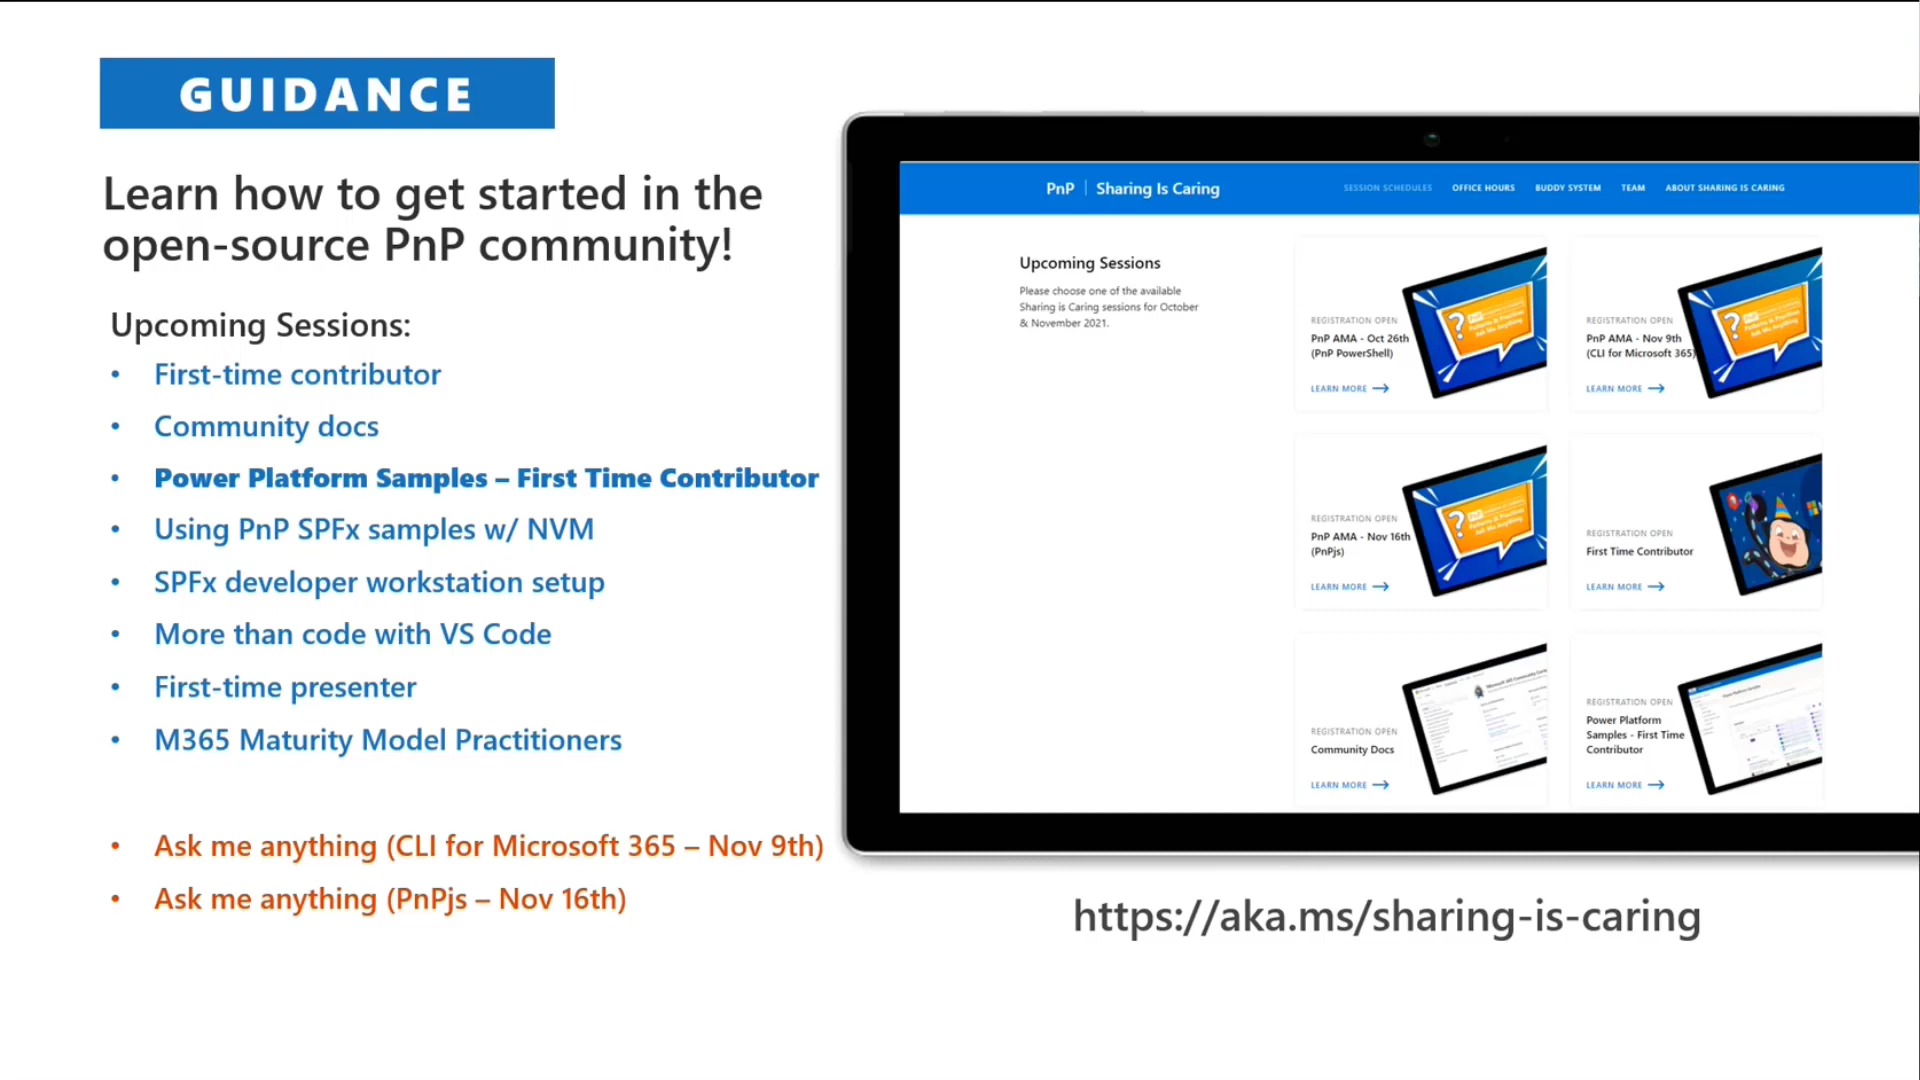 GUIDANCE
Learn how to get started in the
open-source PnP community!
Upcoming Sessions:
• First-time contributor
• Community docs
• Power Platform Samples – First Time Contributor
• Using PnP SPFx samples w/ NVM
• SPFx developer workstation setup
• More than code with VS Code
• First-time presenter
• M365 Maturity Model Practitioners
• Ask me anything (CLI for Microsoft 365 – Nov 9th)
• Ask me anything (PnPjs – Nov 16th)
PnP | Sharing Is Caring
SESSION SCHEDULES OFFICE HOURS BUDDY SYSTEM TEAM ABOUT SHARING IS CARING
Upcoming Sessions
Please choose one of the available
Sharing is Caring sessions for October
& November 2021.
REGISTRATION OPEN
PnP AMA - Oct 26th
(PnP PowerShell)
LEARN MORE
REGISTRATION OPEN
PnP AMA - Nov 9th
(CLI for Microsoft 365)
LEARN MORE
REGISTRATION OPEN
PnP AMA - Nov 16th
(PnPjs)
LEARN MORE
REGISTRATION OPEN
First Time Contributor
LEARN MORE
REGISTRATION OPEN
Community Docs
LEARN MORE
REGISTRATION OPEN
Power Platform
Samples - First Time
Contributor
LEARN MORE
https://aka.ms/sharing-is-caring